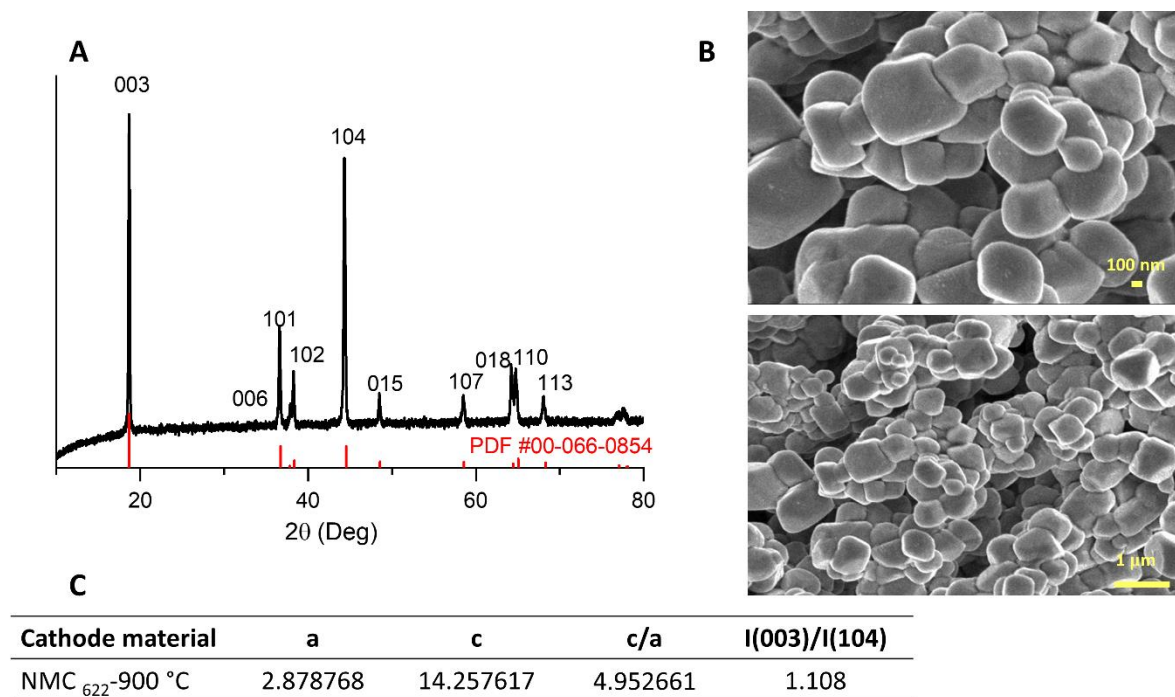 A
B
003
104
101
102
006
015
107
018 110
113
PDF #00-066-0854
20 40 60 80
2θ (Deg)
100 nm
1 µm
C
Cathode material a c c/a I(003)/I(104)
NMC 622-900 °C 2.878768 14.257617 4.952661 1.108